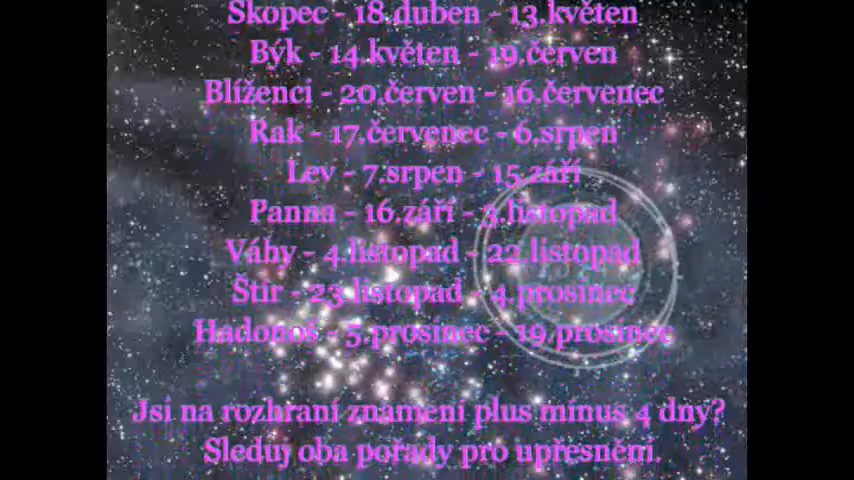 Skopec - 18.duben - 13.květen
Býk - 14.květen - 19.červen
Blíženci - 20.červen - 16.červenec
Rak - 17.červenec - 6.srpen
Lev - 7.srpen - 15.září
Panna - 16.září - 3.listopad
Váhy - 4.listopad - 22.listopad
Štír - 23.listopad - 4.prosinec
Hadonoš - 5.prosinec - 19.prosinec
Jsi na rozhraní znamení plus mínus 4 dny?
Sleduj oba pořady pro upřesnění.